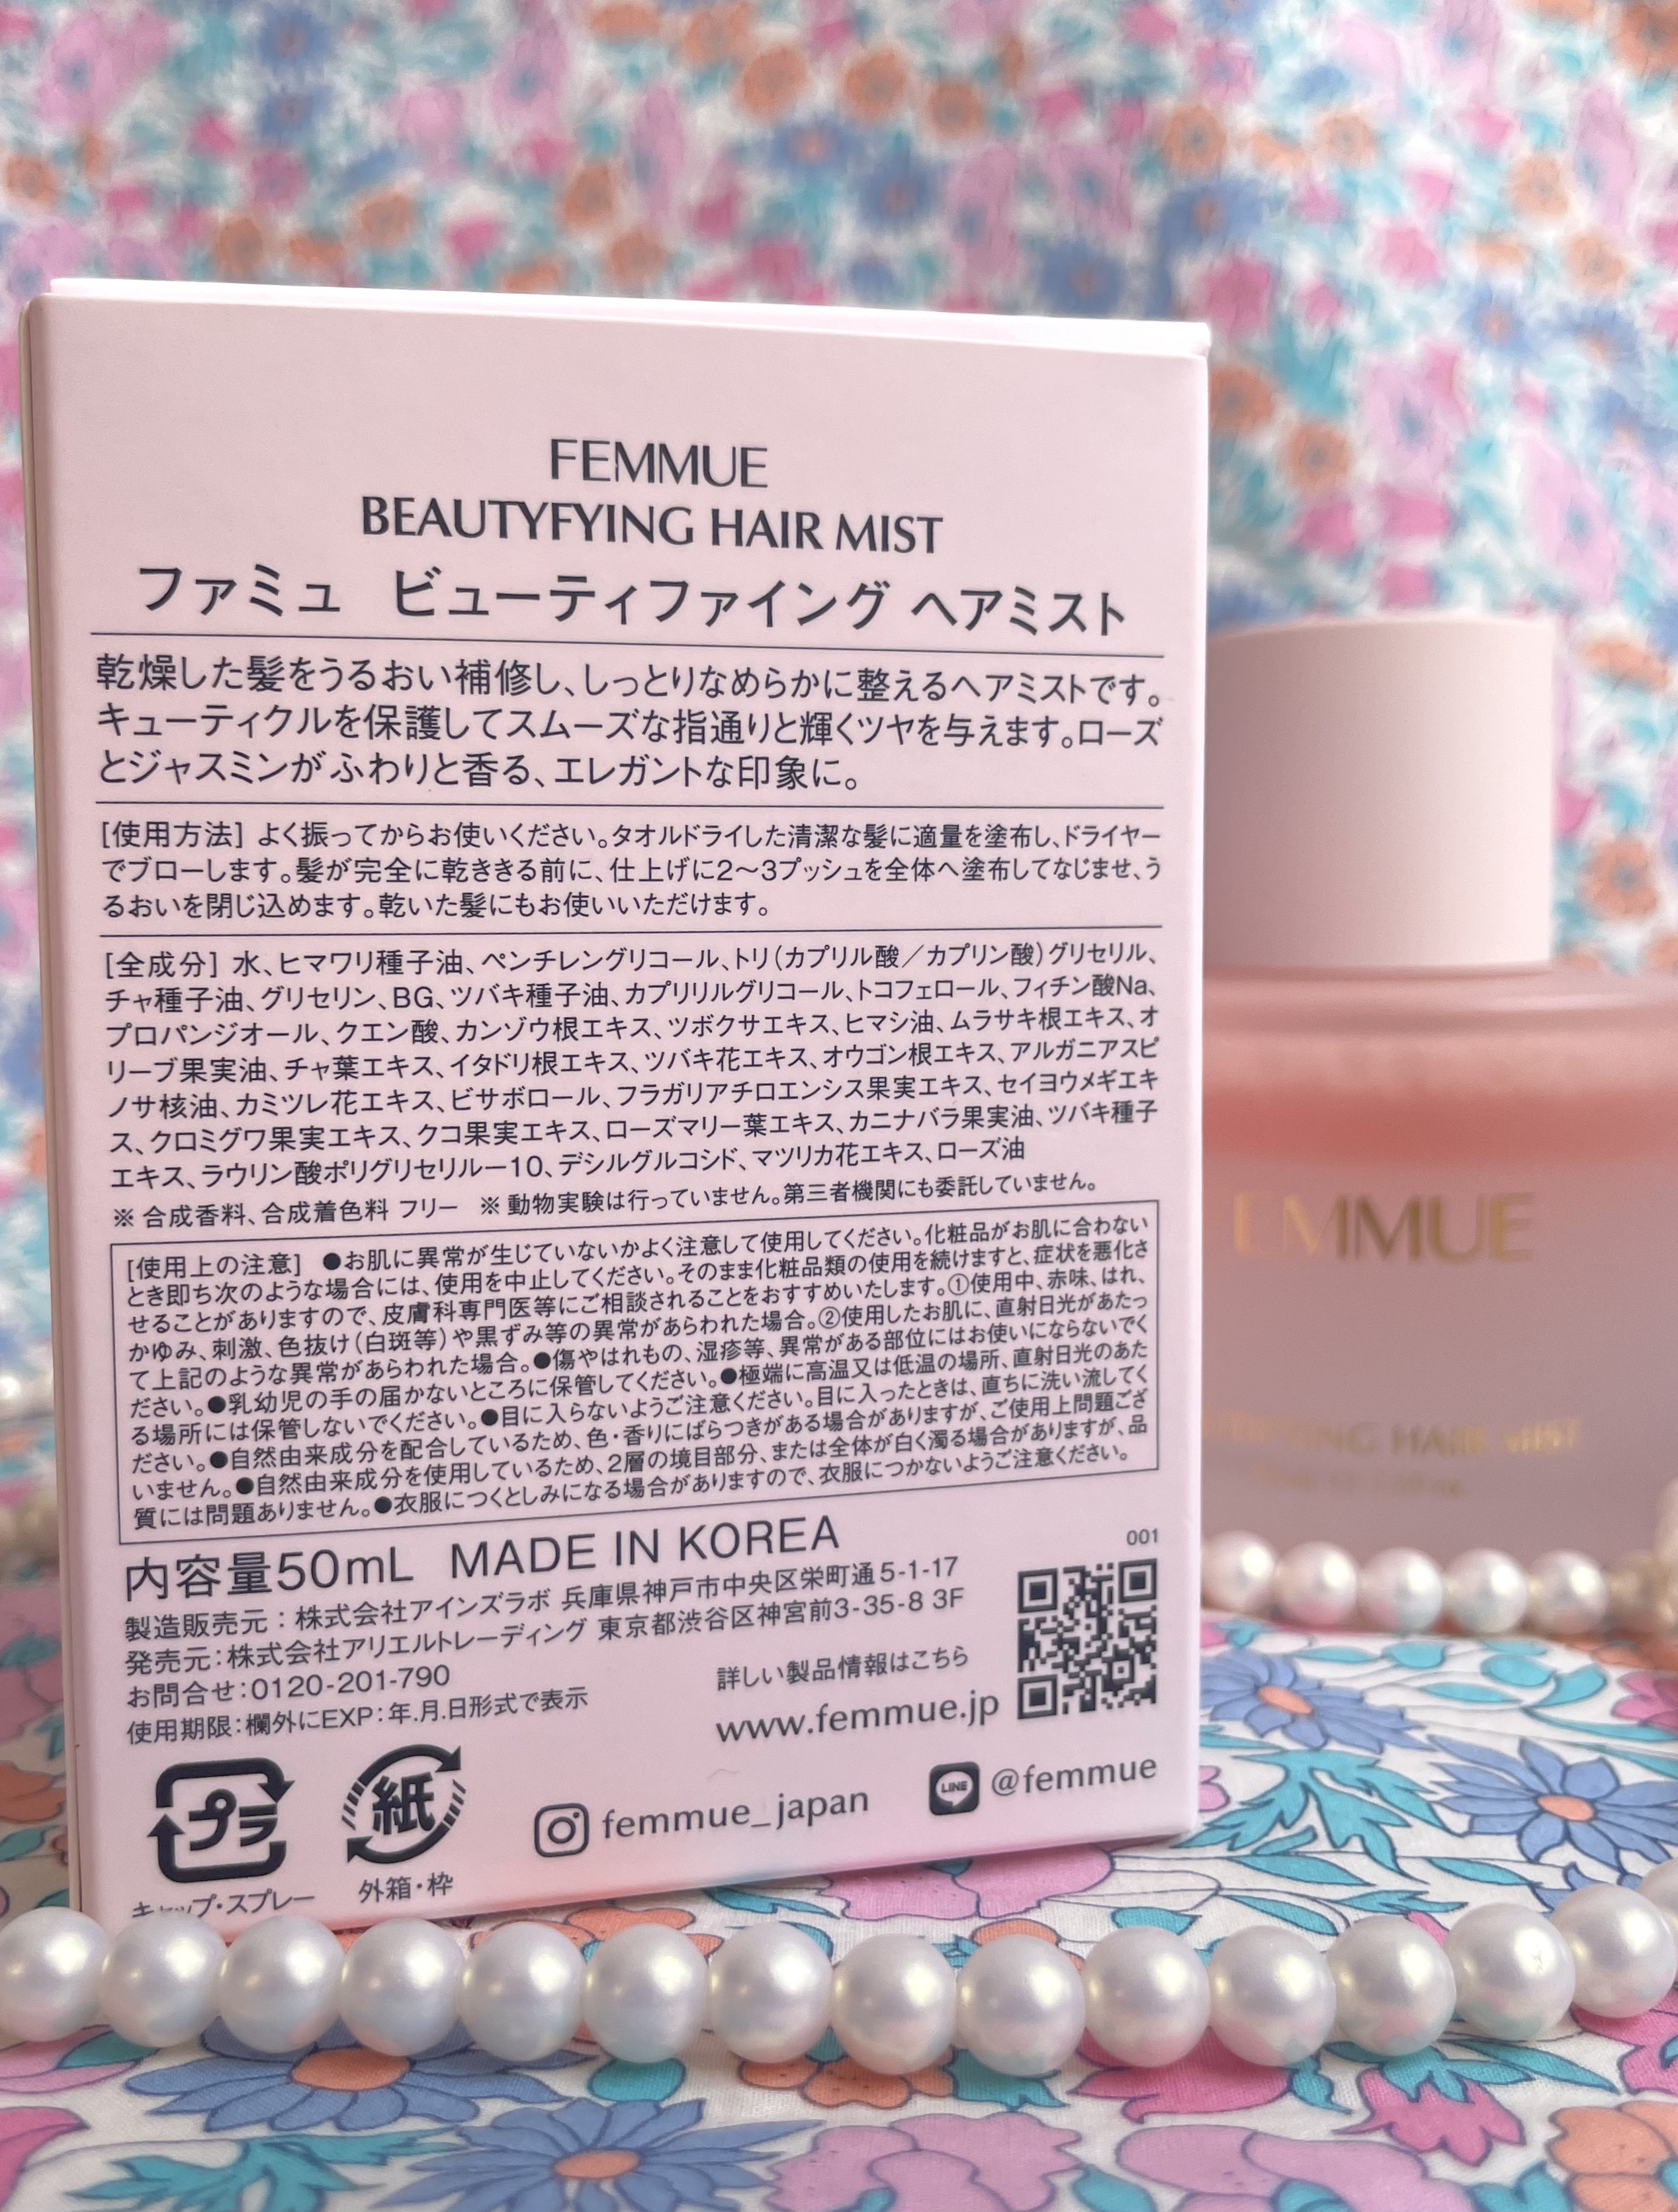 FEMMUE
BEAUTYFYING HAIR MIST
ファミュ ビューティファイング ヘアミスト
乾燥した髪をうるおい補修し、しっとりなめらかに整えるヘアミストです。
キューティクルを保護してスムーズな指通りと輝くツヤを与えます。ローズ
とジャスミンがふわりと香る、エレガントな印象に。
[使用方法] よく振ってからお使いください。タオルドライした清潔な髪に適量を塗布し、ドライヤー
でブローします。髪が完全に乾ききる前に、仕上げに2〜3プッシュを全体へ塗布してなじませ、う
るおいを閉じ込めます。乾いた髪にもお使いいただけます。
[全成分] 水、ヒマワリ種子油、ペンチレングリコール、トリ(カプリル酸／カプリン酸)グリセリル、
チャ種子油、グリセリン、BG、ツバキ種子油、カプリリルグリコール、トコフェロール、フィチン酸Na、
プロパンジオール、クエン酸、カンゾウ根エキス、ツボクサエキス、ヒマシ油、ムラサキ根エキス、オ
リーブ果実油、チャ葉エキス、イタドリ根エキス、ツバキ花エキス、オウゴン根エキス、アルガニアスピ
ノサ核油、カミツレ花エキス、ビサボロール、フラガリアチロエンシス果実エキス、セイヨウメギエキ
ス、クロミグワ果実エキス、クコ果実エキス、ローズマリー葉エキス、カニナバラ果実油、ツバキ種子
エキス、ラウリン酸ポリグリセリルー10、デシルグルコシド、マツリカ花エキス、ローズ油
※ 合成香料、合成着色料 フリー ※ 動物実験は行っていません。第三者機関にも委託していません。
[使用上の注意] ●お肌に異常が生じていないかよく注意して使用してください。化粧品がお肌に合わない
とき即ち次のような場合には、使用を中止してください。そのまま化粧品類の使用を続けますと、症状を悪化さ
せることがありますので、皮膚科専門医等にご相談されることをおすすめいたします。①使用中、赤味、はれ、
かゆみ、刺激、色抜け(白斑等)や黒ずみ等の異常があらわれた場合。②使用したお肌に、直射日光があたっ
て上記のような異常があらわれた場合。●傷やはれもの、湿疹等、異常がある部位にはお使いにならないでく
ださい。●乳幼児の手の届かないところに保管してください。●極端に高温又は低温の場所、直射日光のあた
る場所には保管しないでください。●目に入らないようご注意ください。目に入ったときは、直ちに洗い流してく
ださい。●自然由来成分を配合しているため、色・香りにばらつきがある場合がありますが、ご使用上問題ござ
いません。●自然由来成分を使用しているため、2層の境目部分、または全体が白く濁る場合がありますが、品
質には問題ありません。●衣服につくとしみになる場合がありますので、衣服につかないようご注意ください。
内容量50mL MADE IN KOREA
001
製造販売元：株式会社アインズラボ 兵庫県神戸市中央区栄町通5-1-17
発売元：株式会社アリエルトレーディング 東京都渋谷区神宮前3-35-8 3F
お問合せ：0120-201-790
使用期限：欄外にEXP：年.月.日形式で表示
詳しい製品情報はこちら
www.femmue.jp
プラ
キャップ・スプレー
紙
外箱・枠
femmue_japan
LINE
@femmue
FEMMUE
HAIR MIST